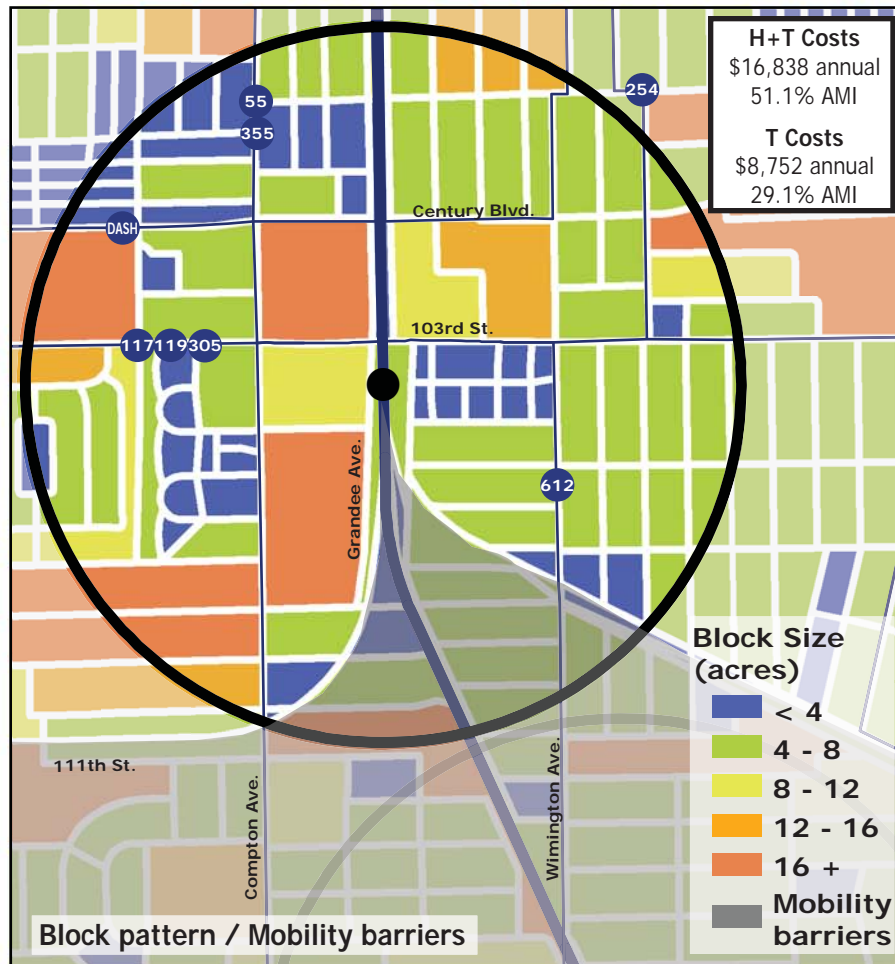 H+T Costs
$16,838 annual
51.1% AMI
T Costs
$8,752 annual
29.1% AMI
55
254
355
Century Blvd.
DASH
103rd St.
117
119
305
Grandee Ave.
612
Block Size
(acres)
< 4
4 - 8
8 - 12
12 - 16
16 +
Mobility
barriers
111th St.
Compton Ave.
Wimington Ave.
Block pattern / Mobility barriers